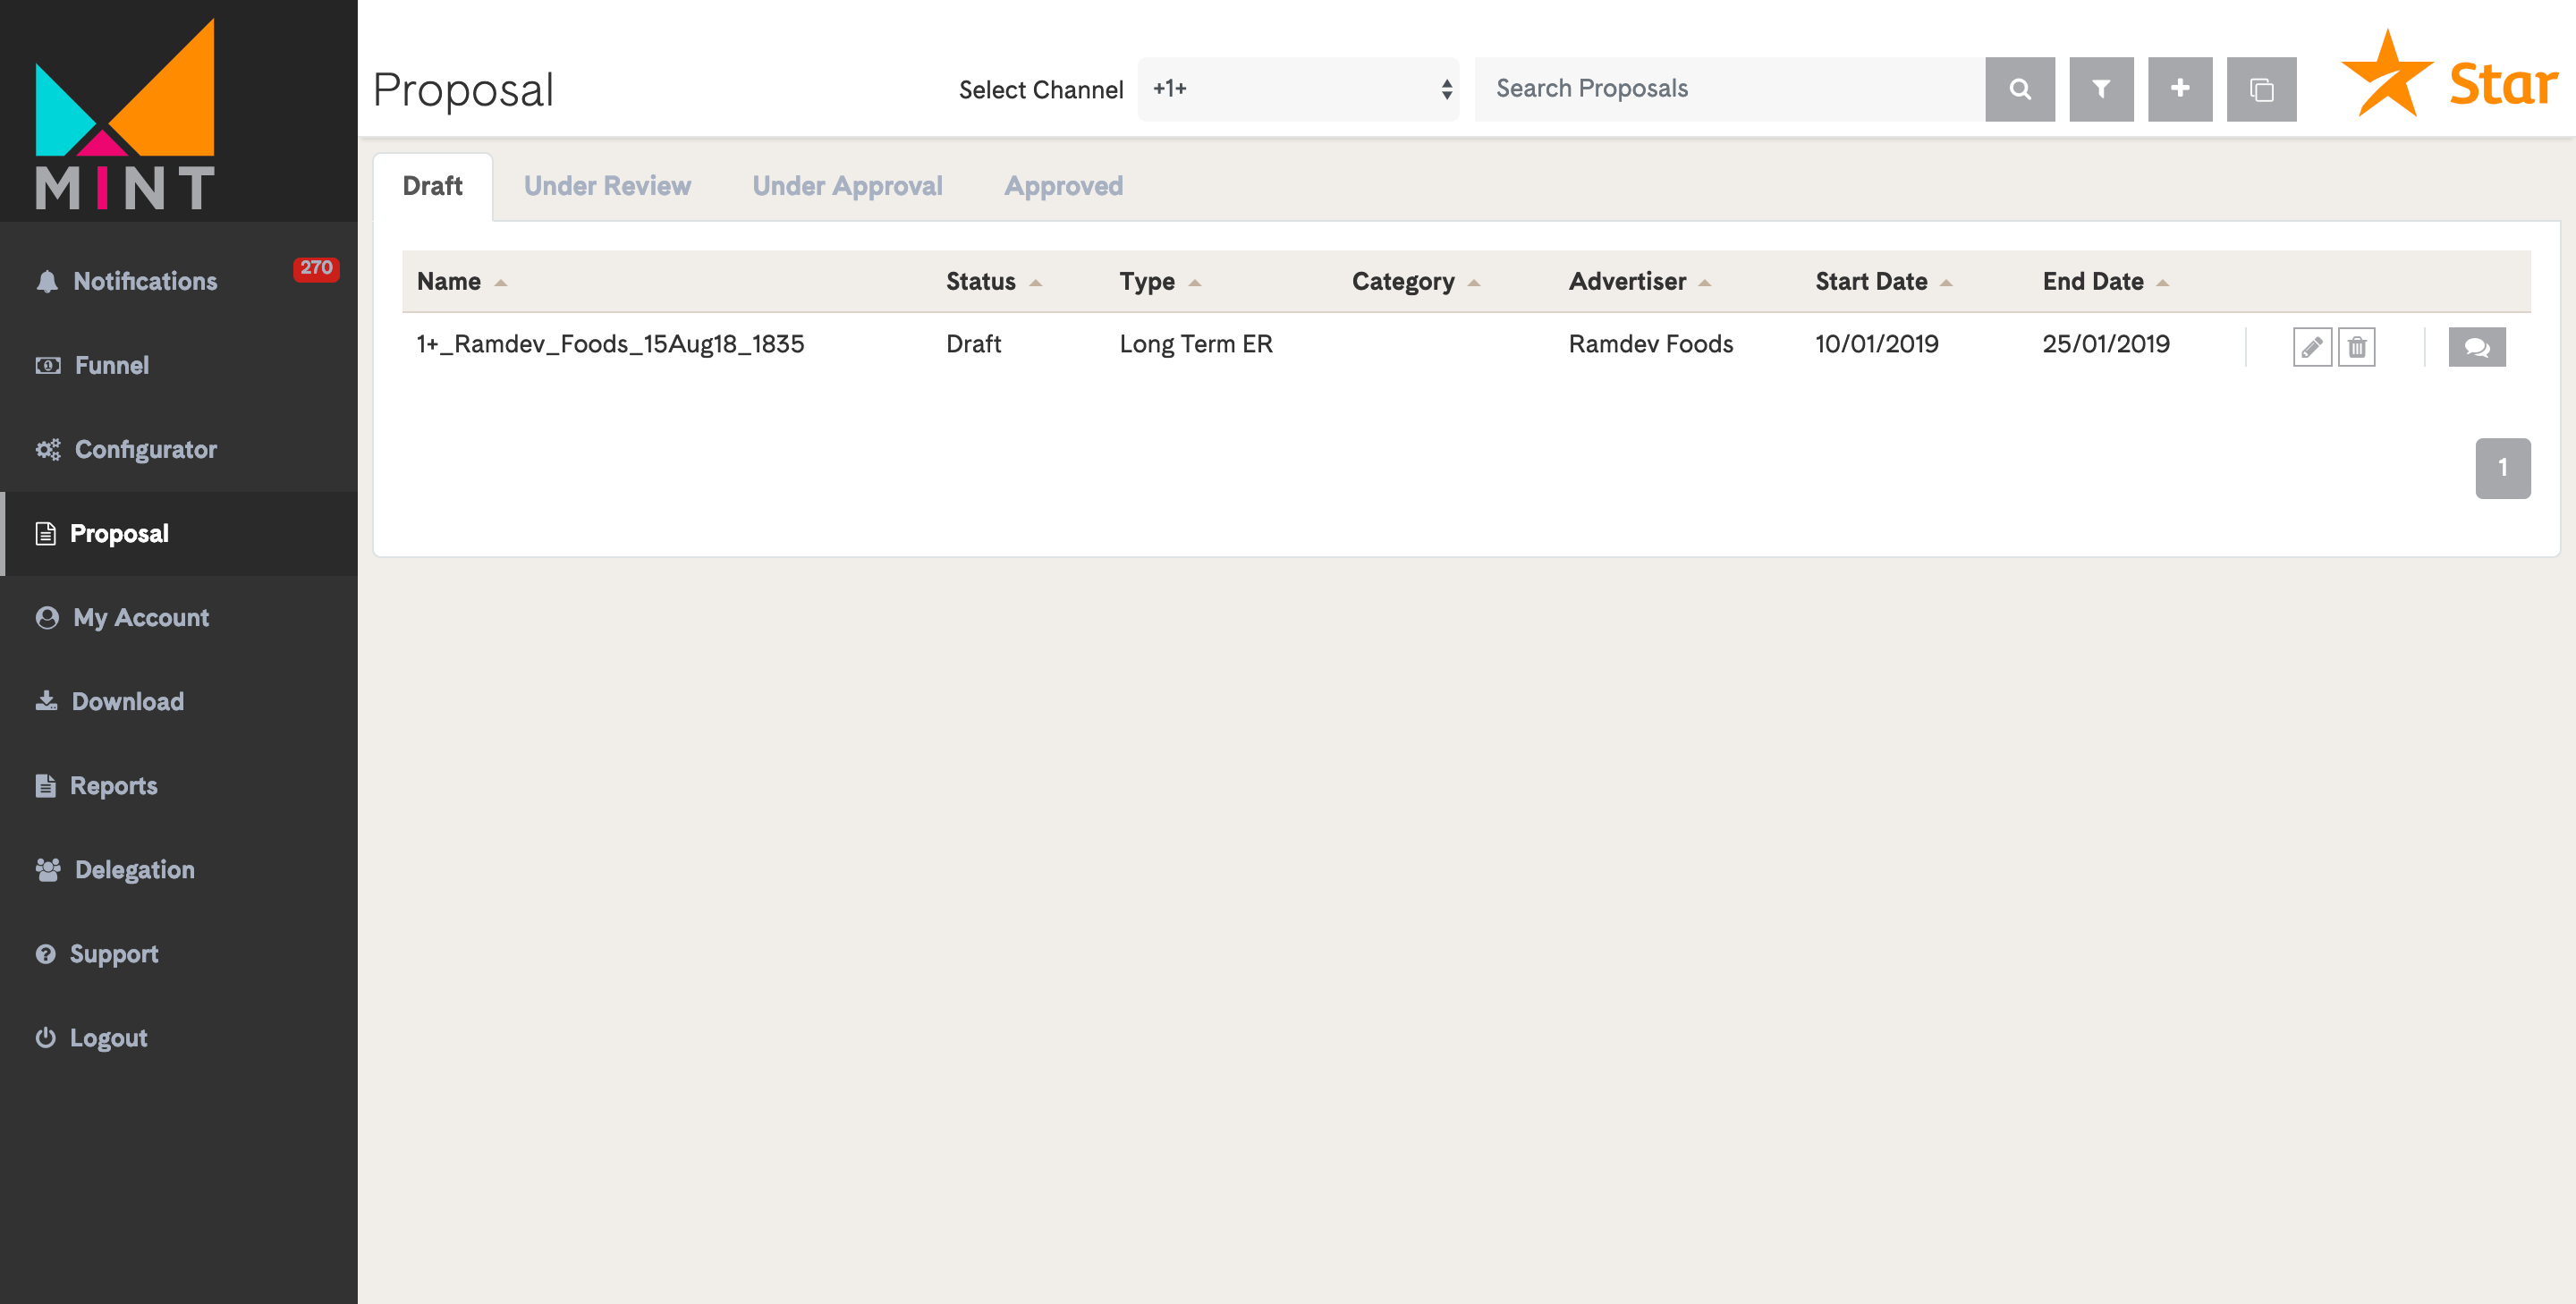 MINT
Notifications 270
Funnel
Configurator
Proposal
My Account
Download
Reports
Delegation
Support
Logout
Proposal Select Channel +1+ Search Proposals Star
Draft Under Review Under Approval Approved
Name Status Type Category Advertiser Start Date End Date
1+_Ramdev_Foods_15Aug18_1835 Draft Long Term ER Ramdev Foods 10/01/2019 25/01/2019
1